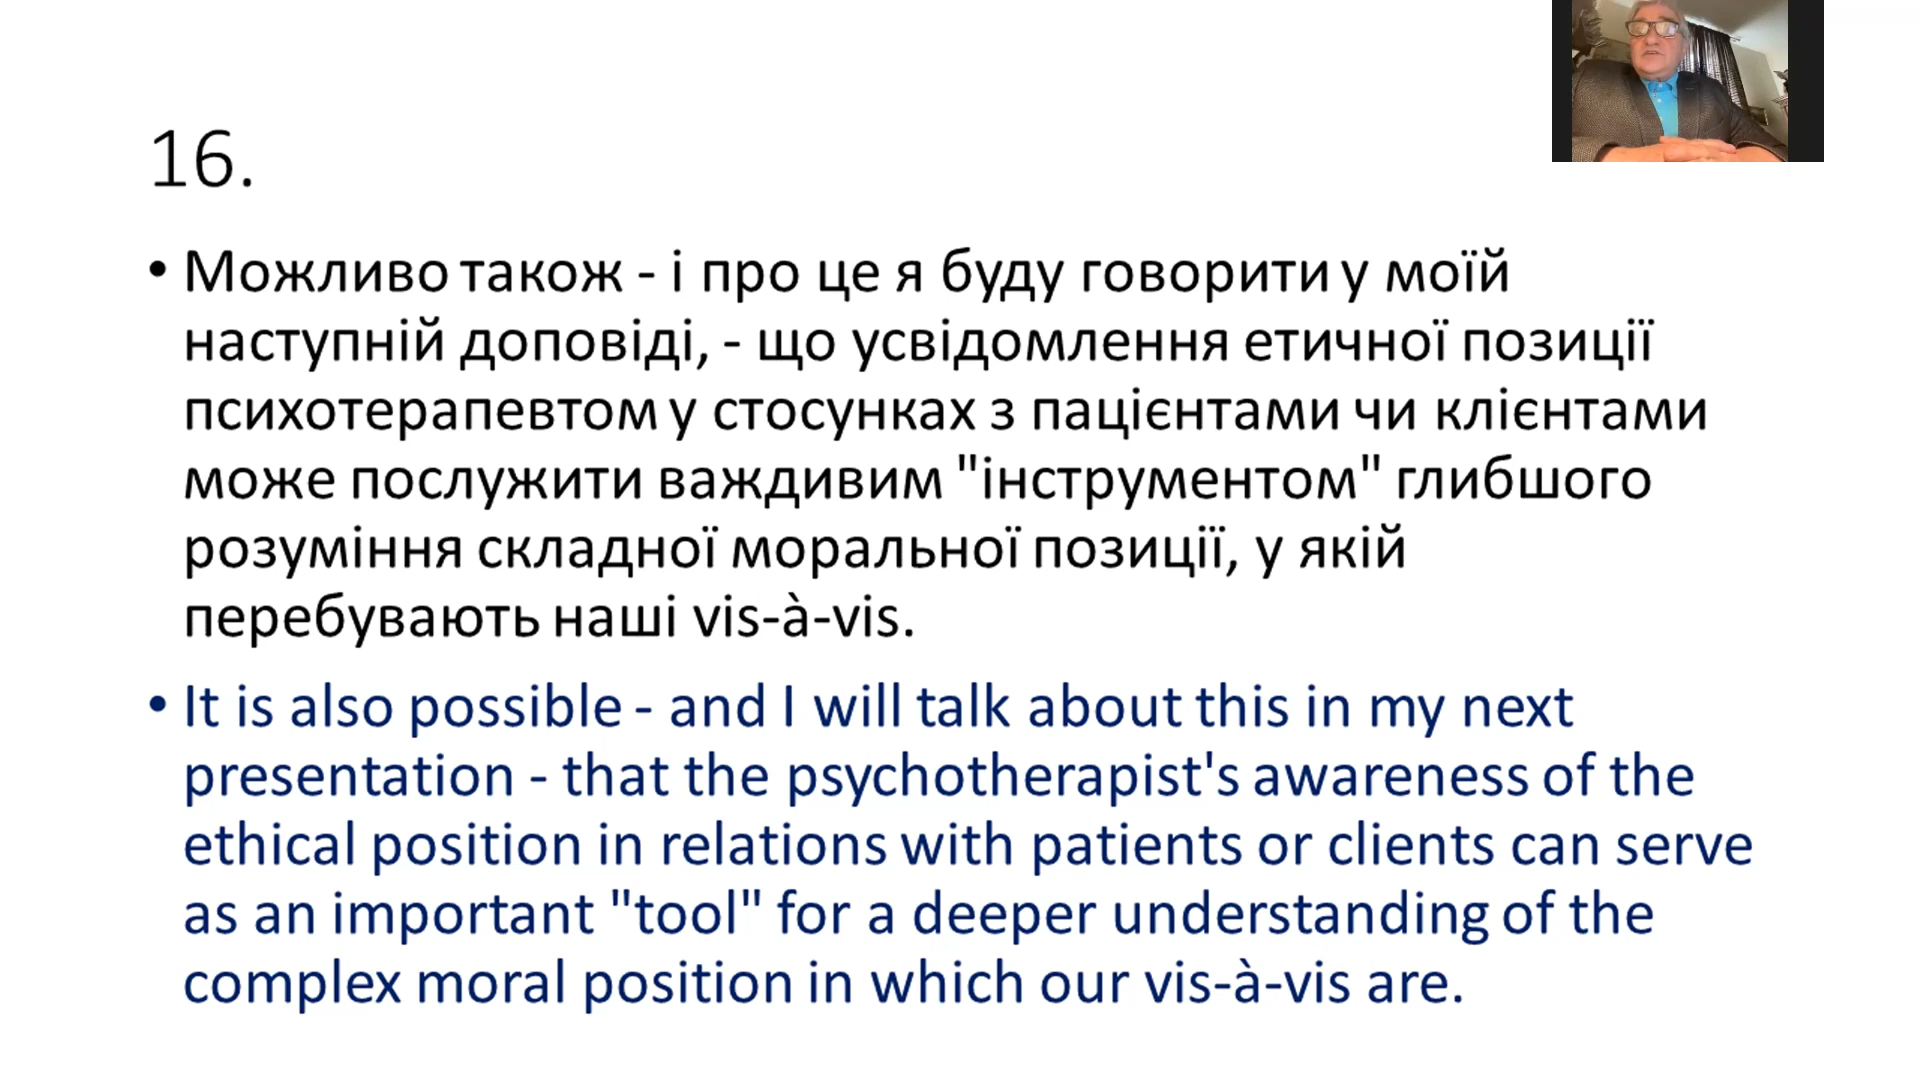 16.
• Можливо також - і про це я буду говорити у моїй
наступній доповіді, - що усвідомлення етичної позиції
психотерапевтом у стосунках з пацієнтами чи клієнтами
може послужити важдивим "інструментом" глибшого
розуміння складної моральної позиції, у якій
перебувають наші vis-à-vis.
• It is also possible - and I will talk about this in my next
presentation - that the psychotherapist's awareness of the
ethical position in relations with patients or clients can serve
as an important "tool" for a deeper understanding of the
complex moral position in which our vis-à-vis are.